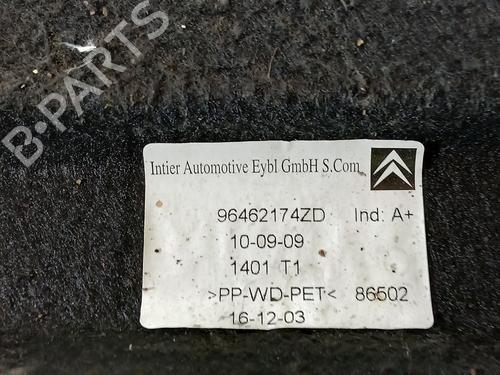 B-PARTS
Intier Automotive Eybl GmbH S.Com
96462174ZD Ind: A+
10-09-09
1401 T1
>PP-WD-PET< 86502
16-12-03